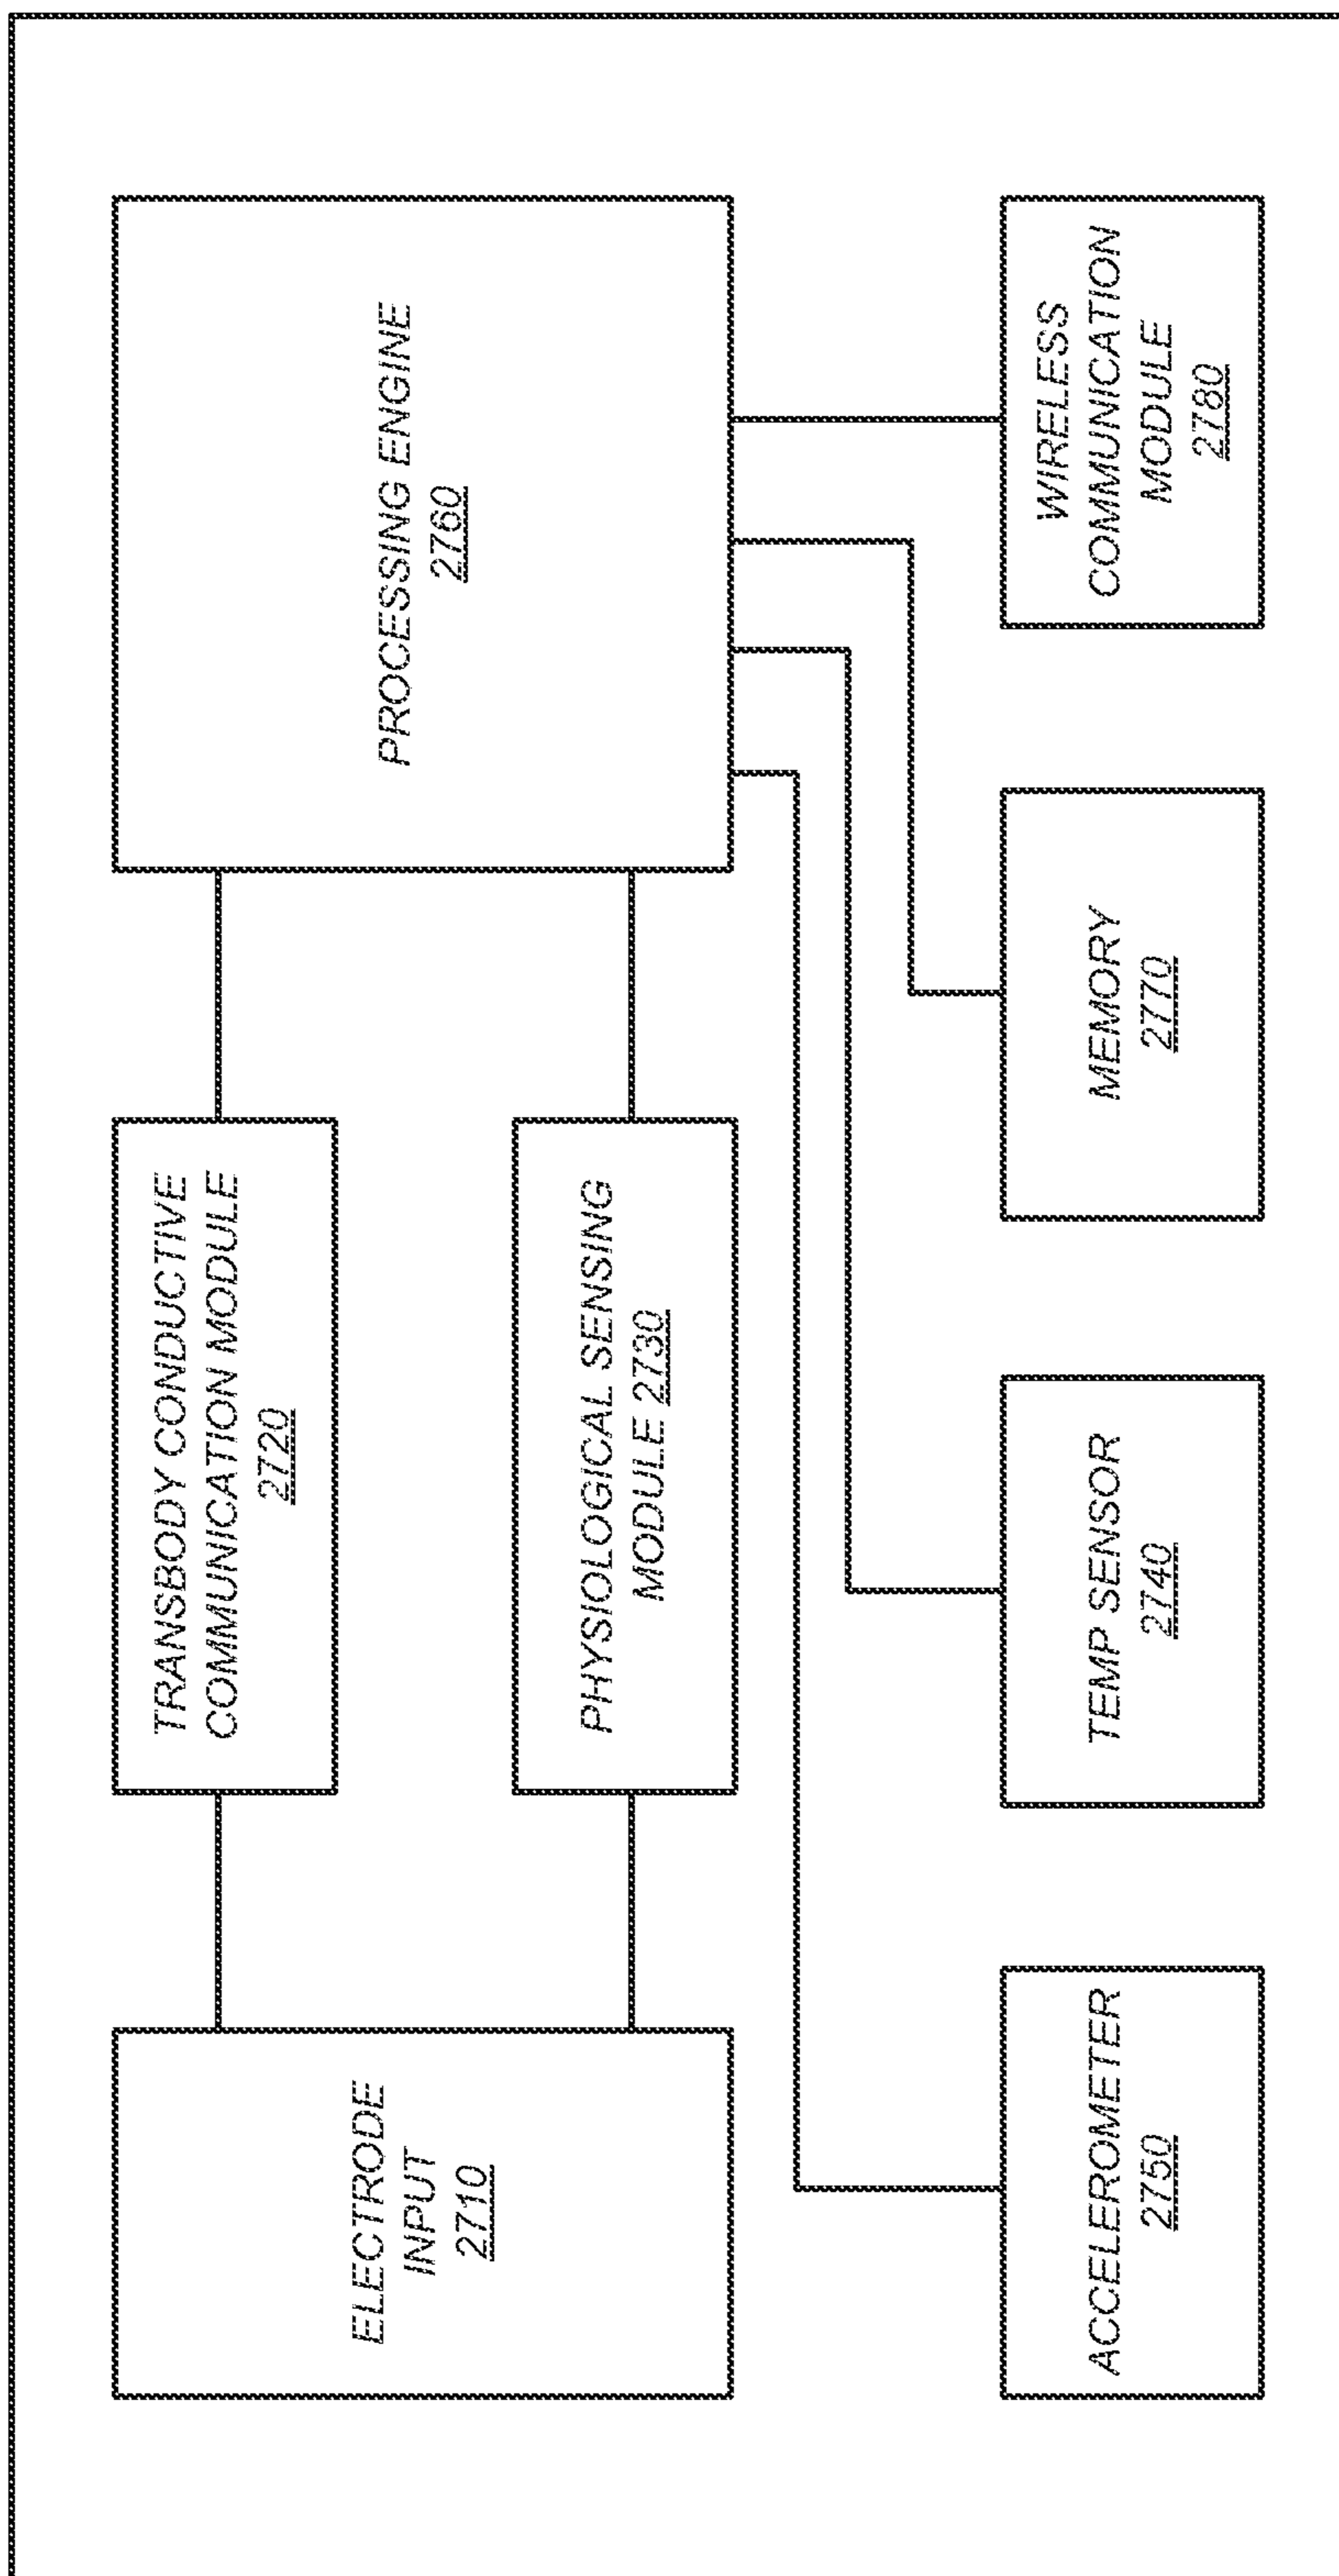 ELECTRODE
INPUT
2710
TRANSBODY CONDUCTIVE
COMMUNICATION MODULE
2720
PHYSIOLOGICAL SENSING
MODULE 2730
PROCESSING ENGINE
2760
ACCELEROMETER
2750
TEMP SENSOR
2740
MEMORY
2770
WIRELESS
COMMUNICATION
MODULE
2780